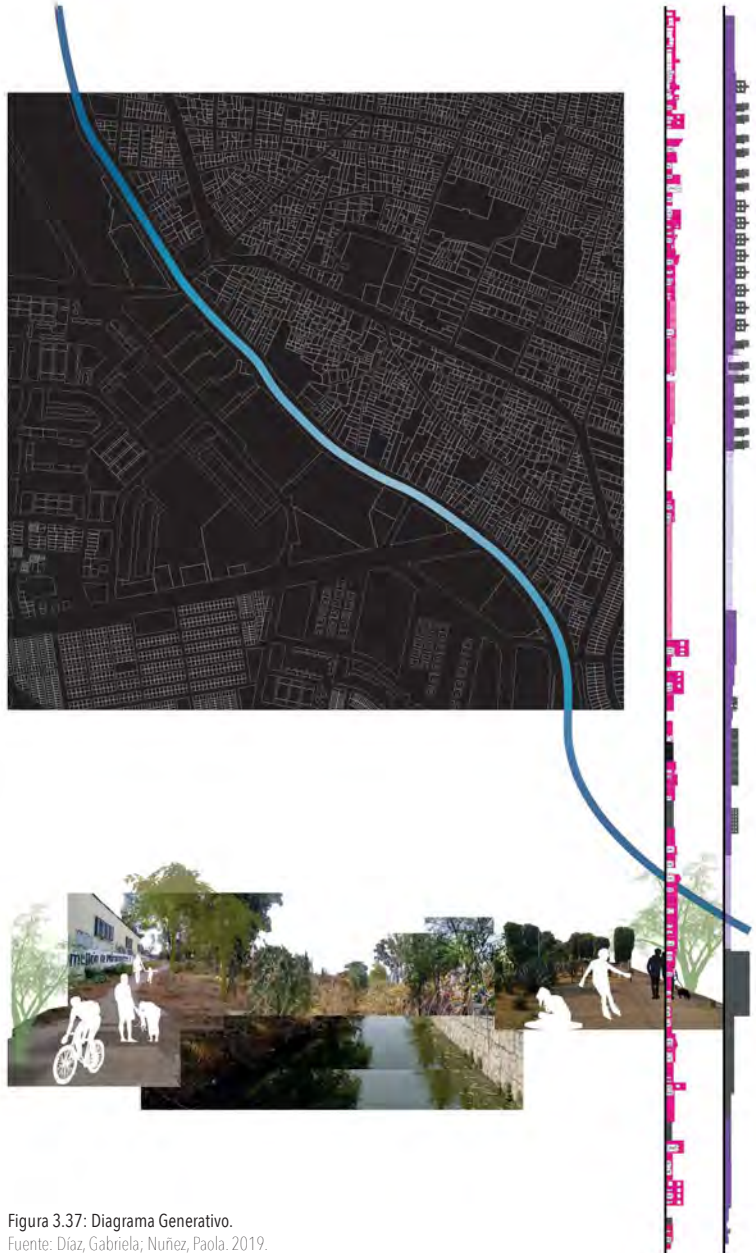 Figura 3.37: Diagrama Generativo.
Fuente: Díaz, Gabriela; Nuñez, Paola. 2019.